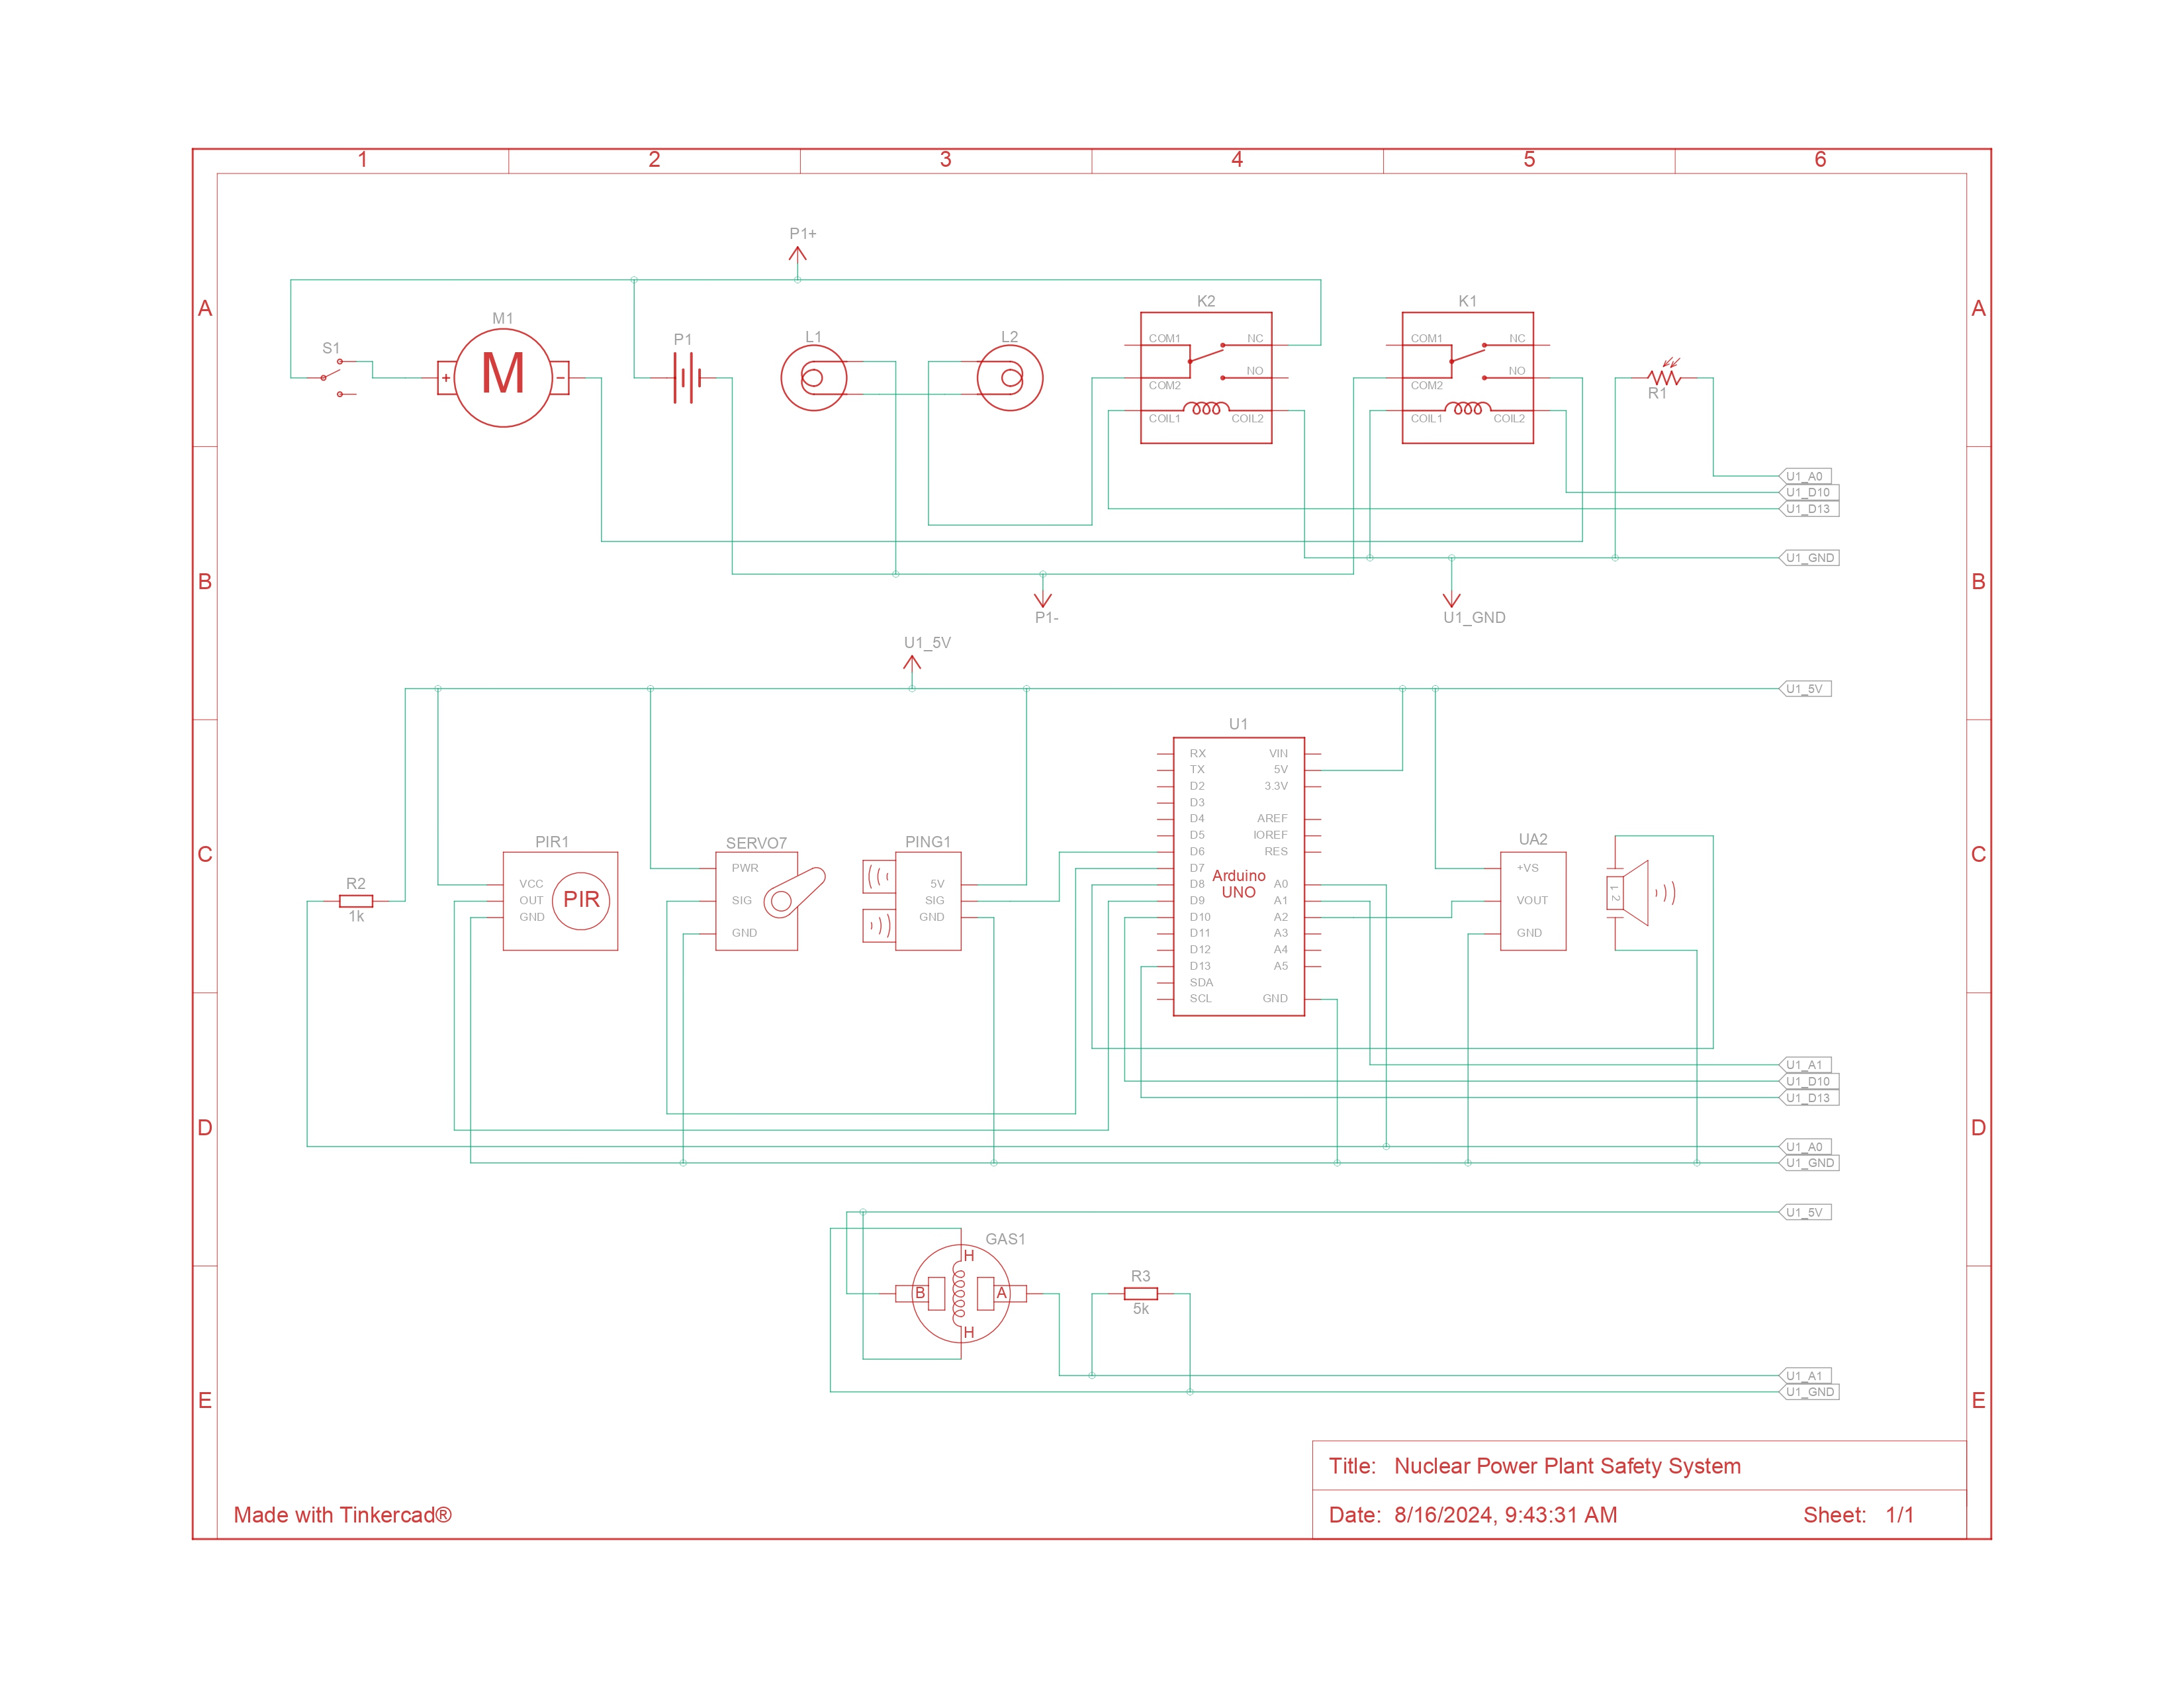 1 2 3 4 5 6
P1+
A A
K2 K1
M1
S1 P1 L1 L2
COM1 NC COM1 NC
M
+ -
COM2 NO COM2 NO
R1
COIL1 COIL2 COIL1 COIL2
U1_A0
U1_D10
U1_D13
U1_GND
B B
P1- U1_GND
U1_5V
U1_5V
U1
RX VIN
TX 5V
D2 3.3V
D3
D4 AREF
D5 IOREF
D6 RES
D7
D8 A0
D9 A1
D10 A2
D11 A3
D12 A4
D13 A5
SDA
SCL GND
Arduino
UNO
C C
R2
1k
PIR1
VCC
OUT
GND
PIR
SERVO7
PWR
SIG
GND
PING1
5V
SIG
GND
UA2
+VS
VOUT
GND
1 2
U1_A1
U1_D10
U1_D13
D D
U1_A0
U1_GND
U1_5V
GAS1
H
B A
H
R3
5k
U1_A1
U1_GND
E E
Title: Nuclear Power Plant Safety System
Made with Tinkercad®
Date: 8/16/2024, 9:43:31 AM Sheet: 1/1